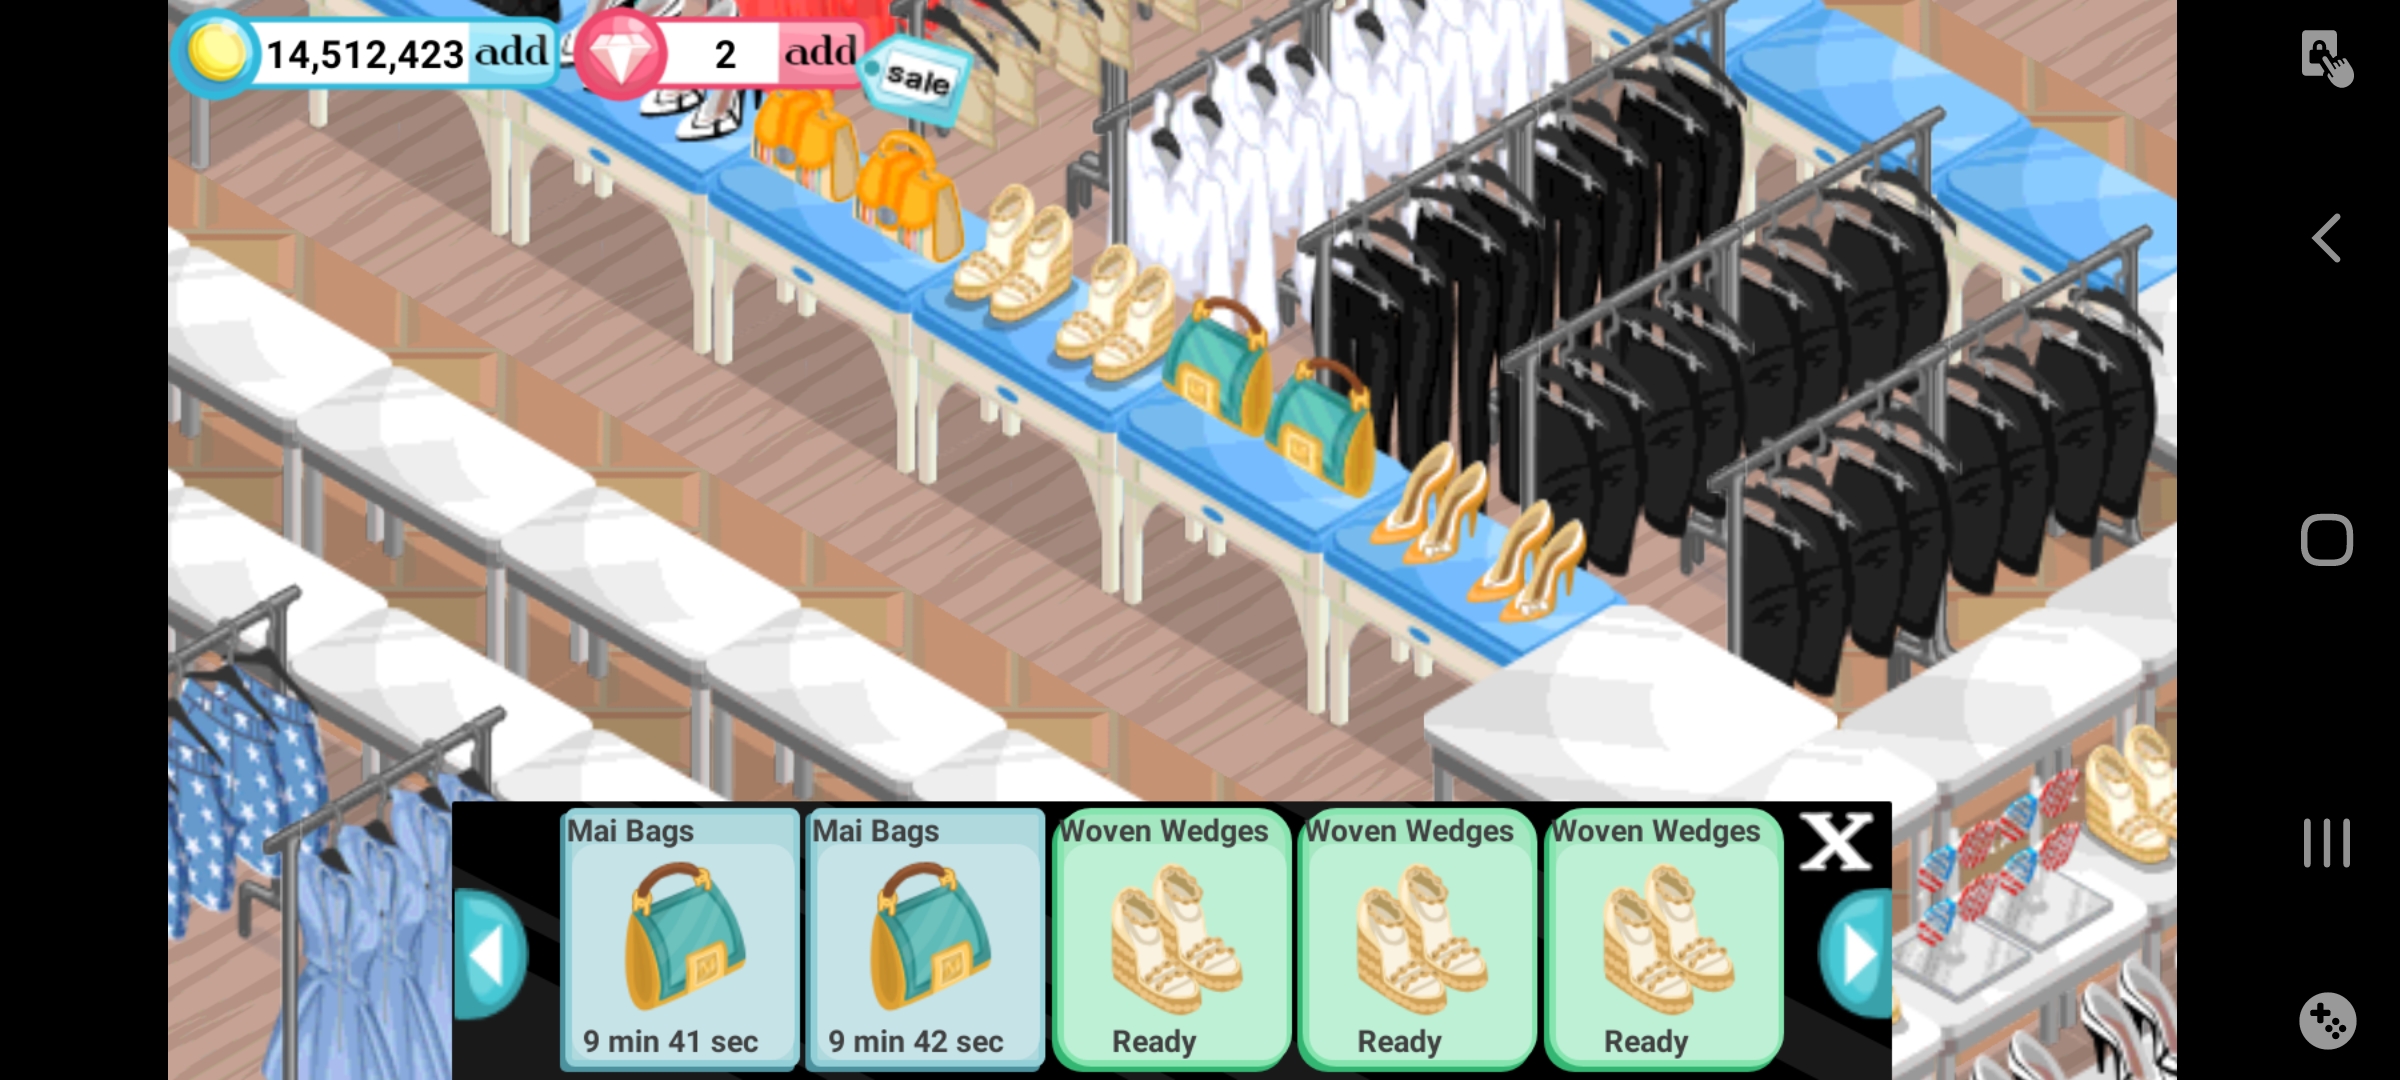 14,512,423 add
2 add
sale
Mai Bags
9 min 41 sec
Mai Bags
9 min 42 sec
Woven Wedges
Ready
Woven Wedges
Ready
Woven Wedges
Ready
X